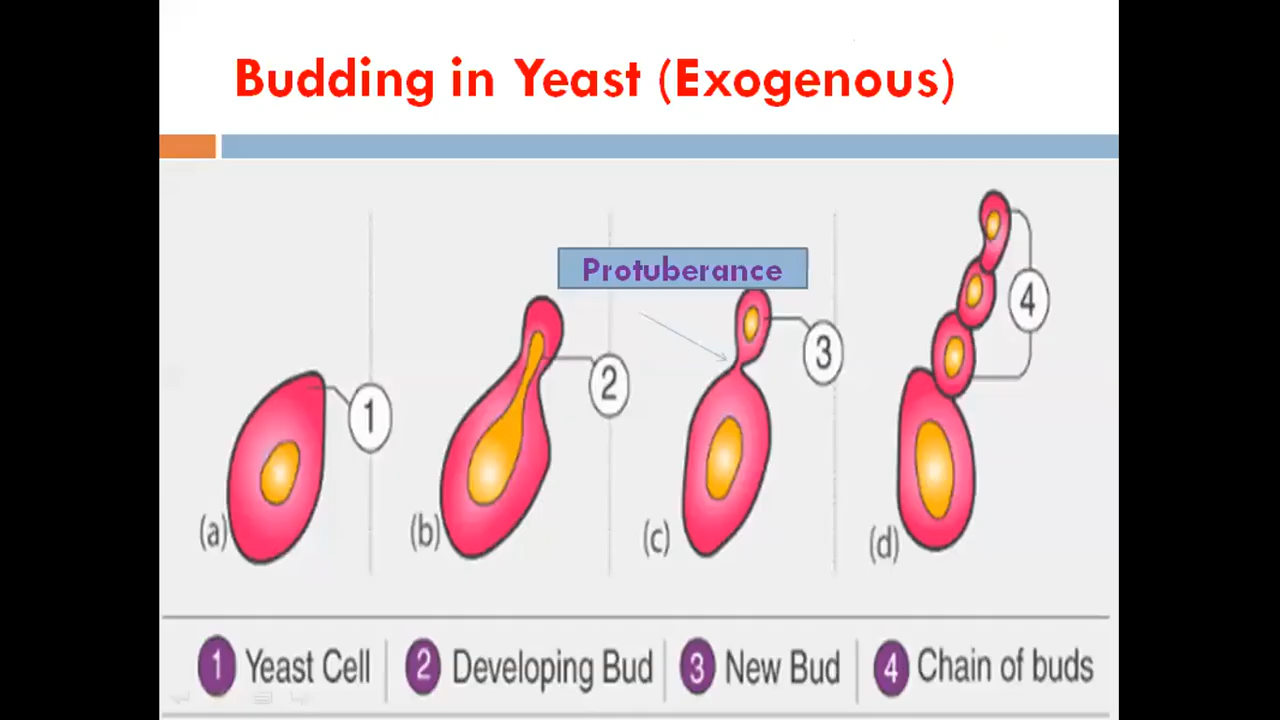 Budding in Yeast (Exogenous)
Protuberance
1
2
3
4
(a)
(b)
(c)
(d)
1 Yeast Cell
2 Developing Bud
3 New Bud
4 Chain of buds